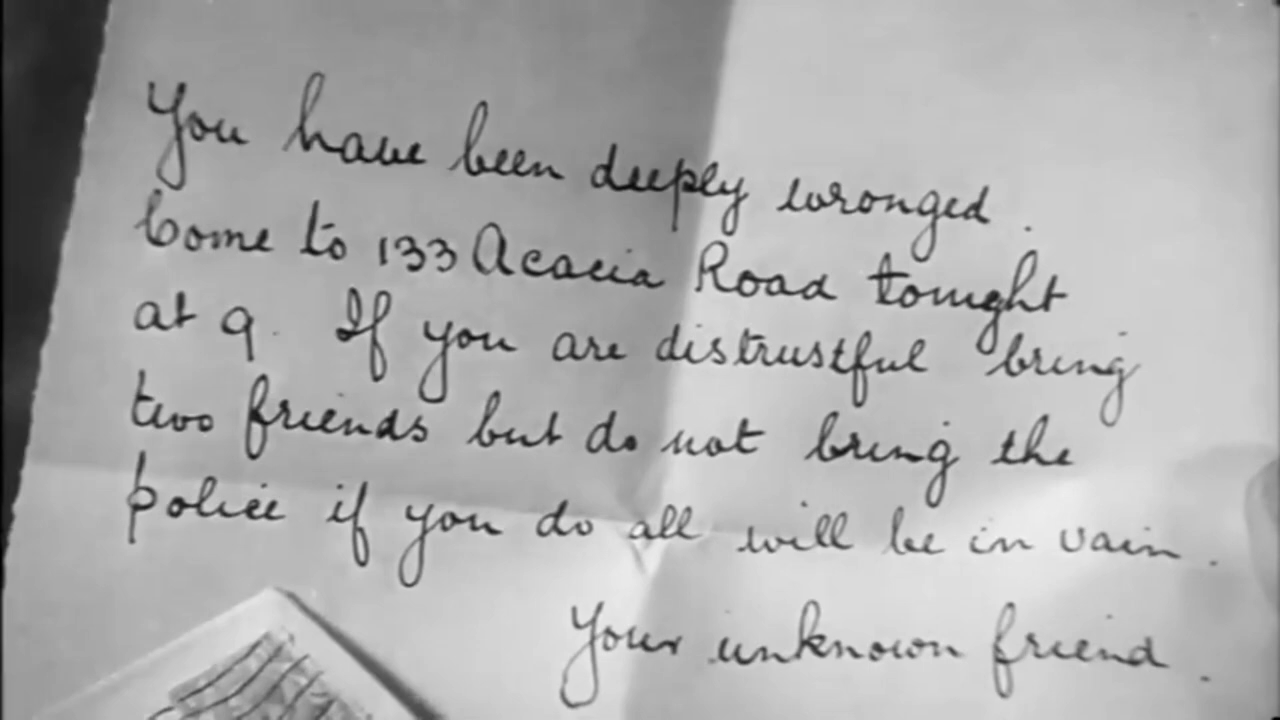 You have been deeply wronged.
Come to 133 Acacia Road tonight
at 9. If you are distrustful bring
two friends but do not bring the
police if you do all will be in vain.
Your unknown friend.